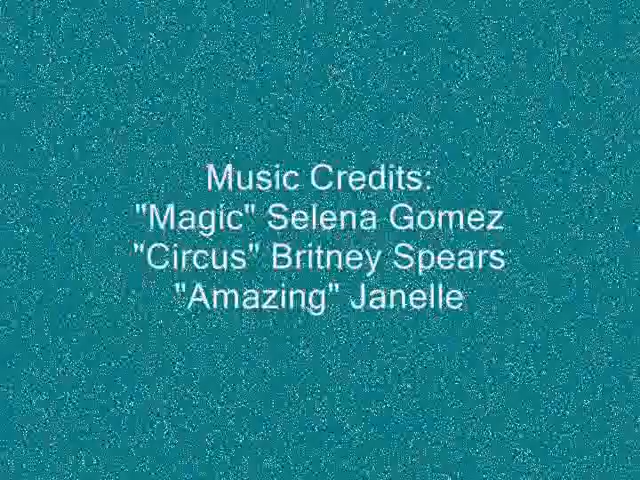 Music Credits:
"Magic" Selena Gomez
"Circus" Britney Spears
"Amazing" Janelle